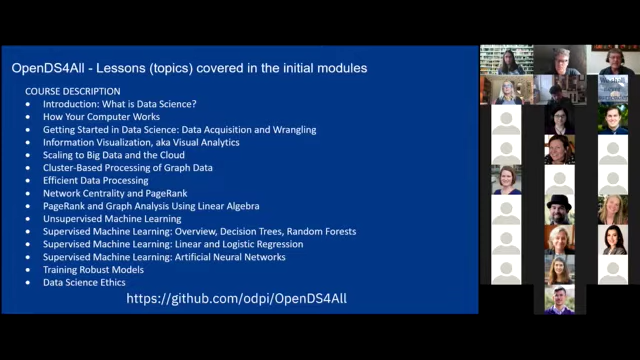 OpenDS4All - Lessons (topics) covered in the initial modules
COURSE DESCRIPTION
• Introduction: What is Data Science?
• How Your Computer Works
• Getting Started in Data Science: Data Acquisition and Wrangling
• Information Visualization, aka Visual Analytics
• Scaling to Big Data and the Cloud
• Cluster-Based Processing of Graph Data
• Efficient Data Processing
• Network Centrality and PageRank
• PageRank and Graph Analysis Using Linear Algebra
• Unsupervised Machine Learning
• Supervised Machine Learning: Overview, Decision Trees, Random Forests
• Supervised Machine Learning: Linear and Logistic Regression
• Supervised Machine Learning: Artificial Neural Networks
• Training Robust Models
• Data Science Ethics
https://github.com/odpi/OpenDS4All
We shall
never
surrender